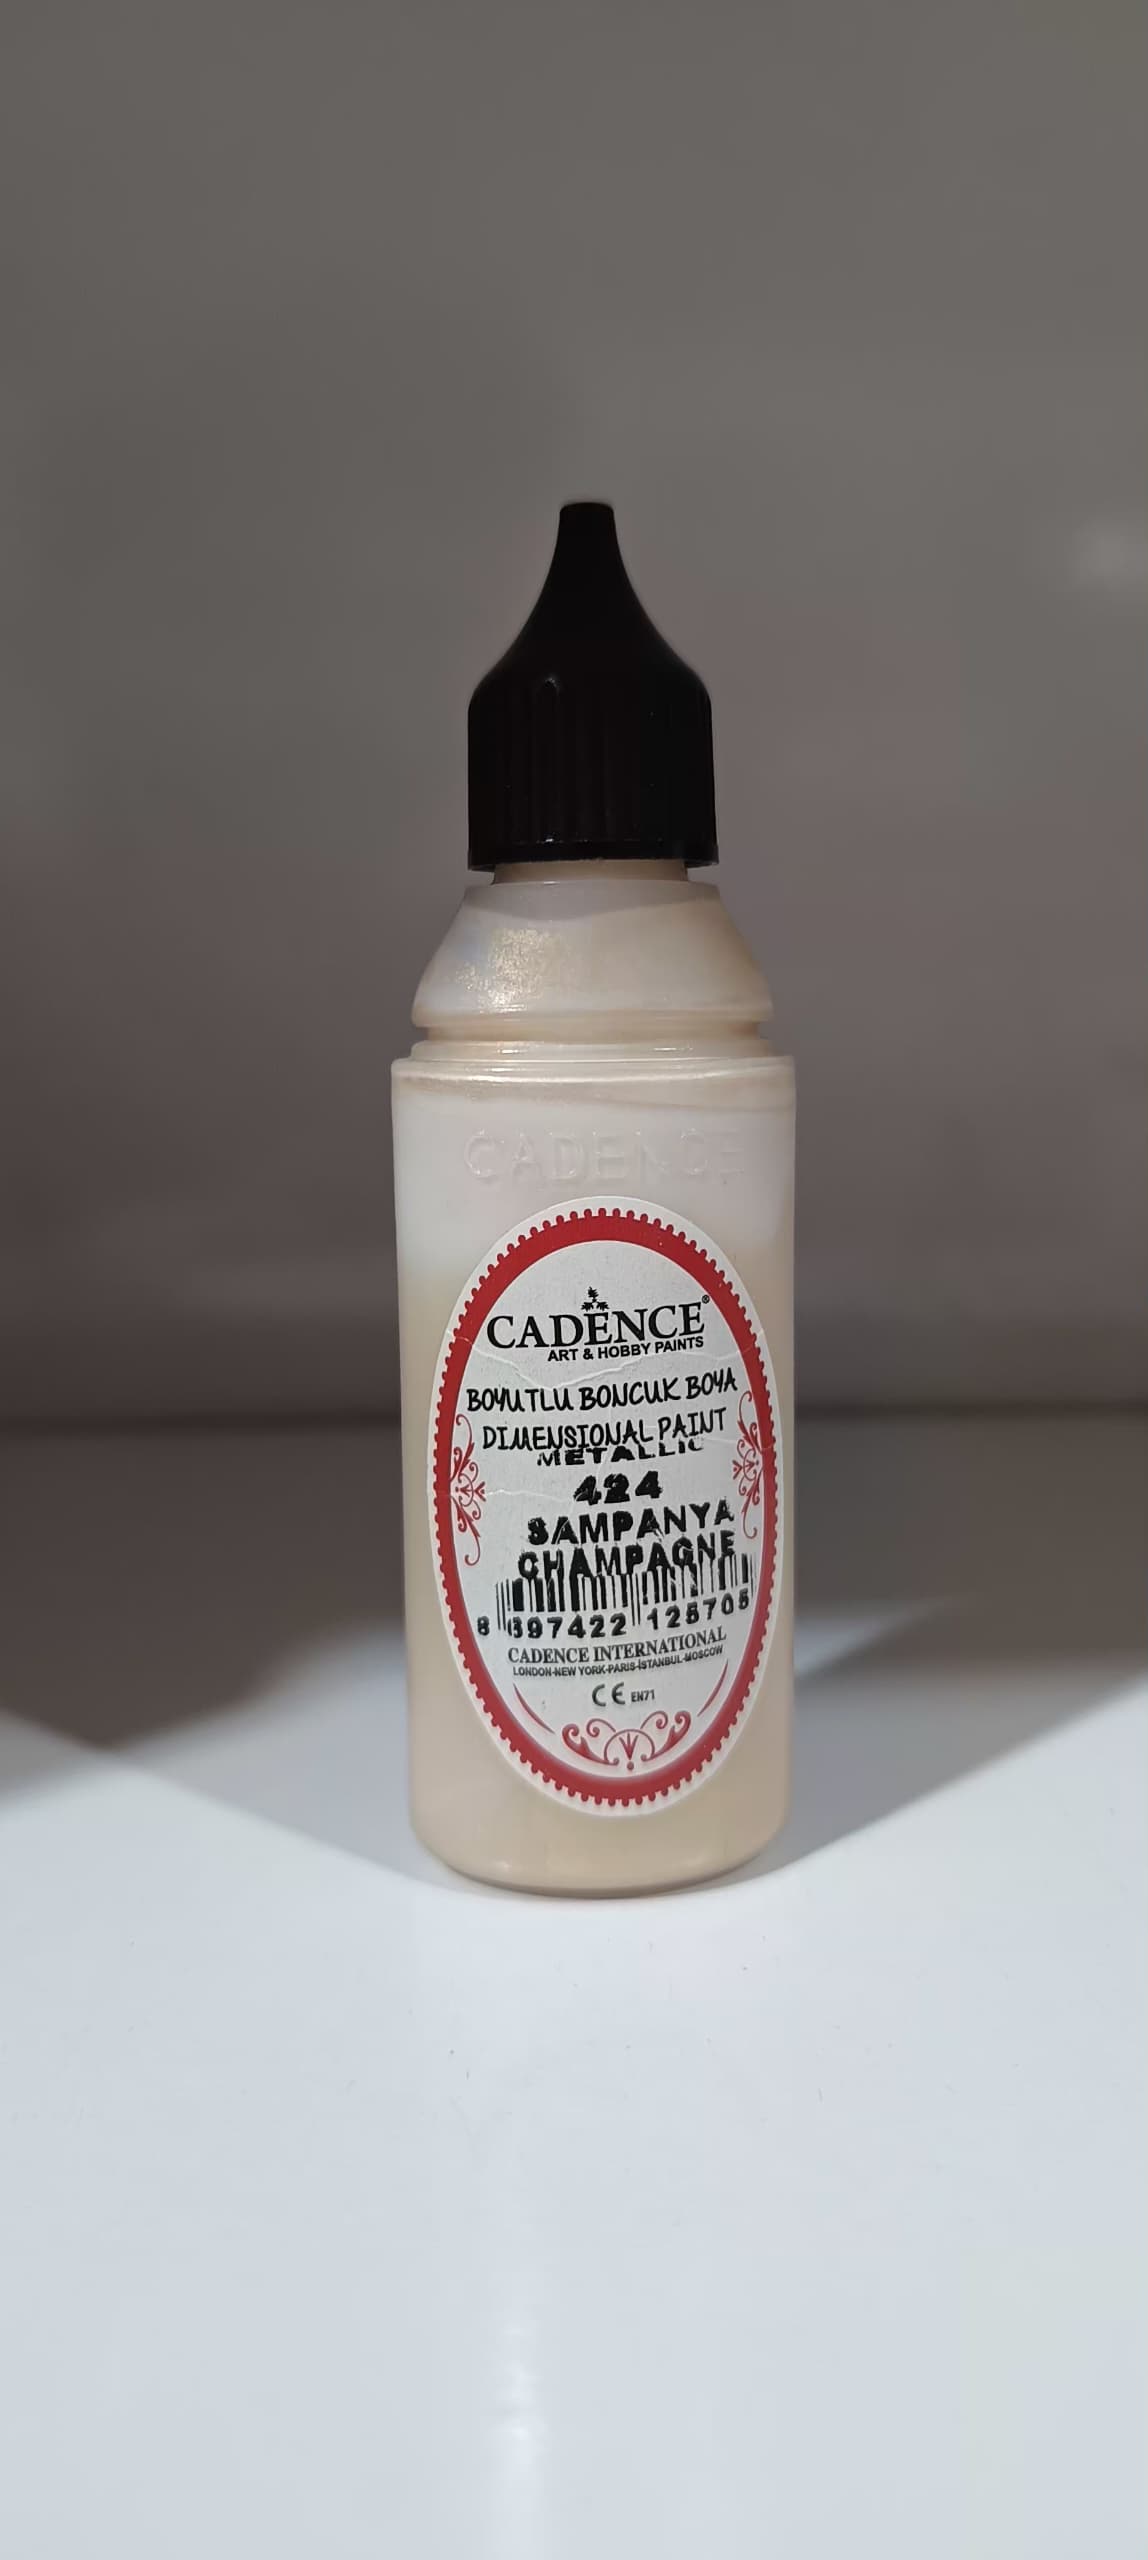 CADENCE
CADENCE®
ART & HOBBY PAINTS
BOYUTLU BONCUK BOYA
DIMENSIONAL PAINT
METALLIC
424
SAMPANYA
CHAMPAGNE
8 697422 125705
CADENCE INTERNATIONAL
LONDON-NEW YORK-PARIS-İSTANBUL-MOSCOW
CE EN71